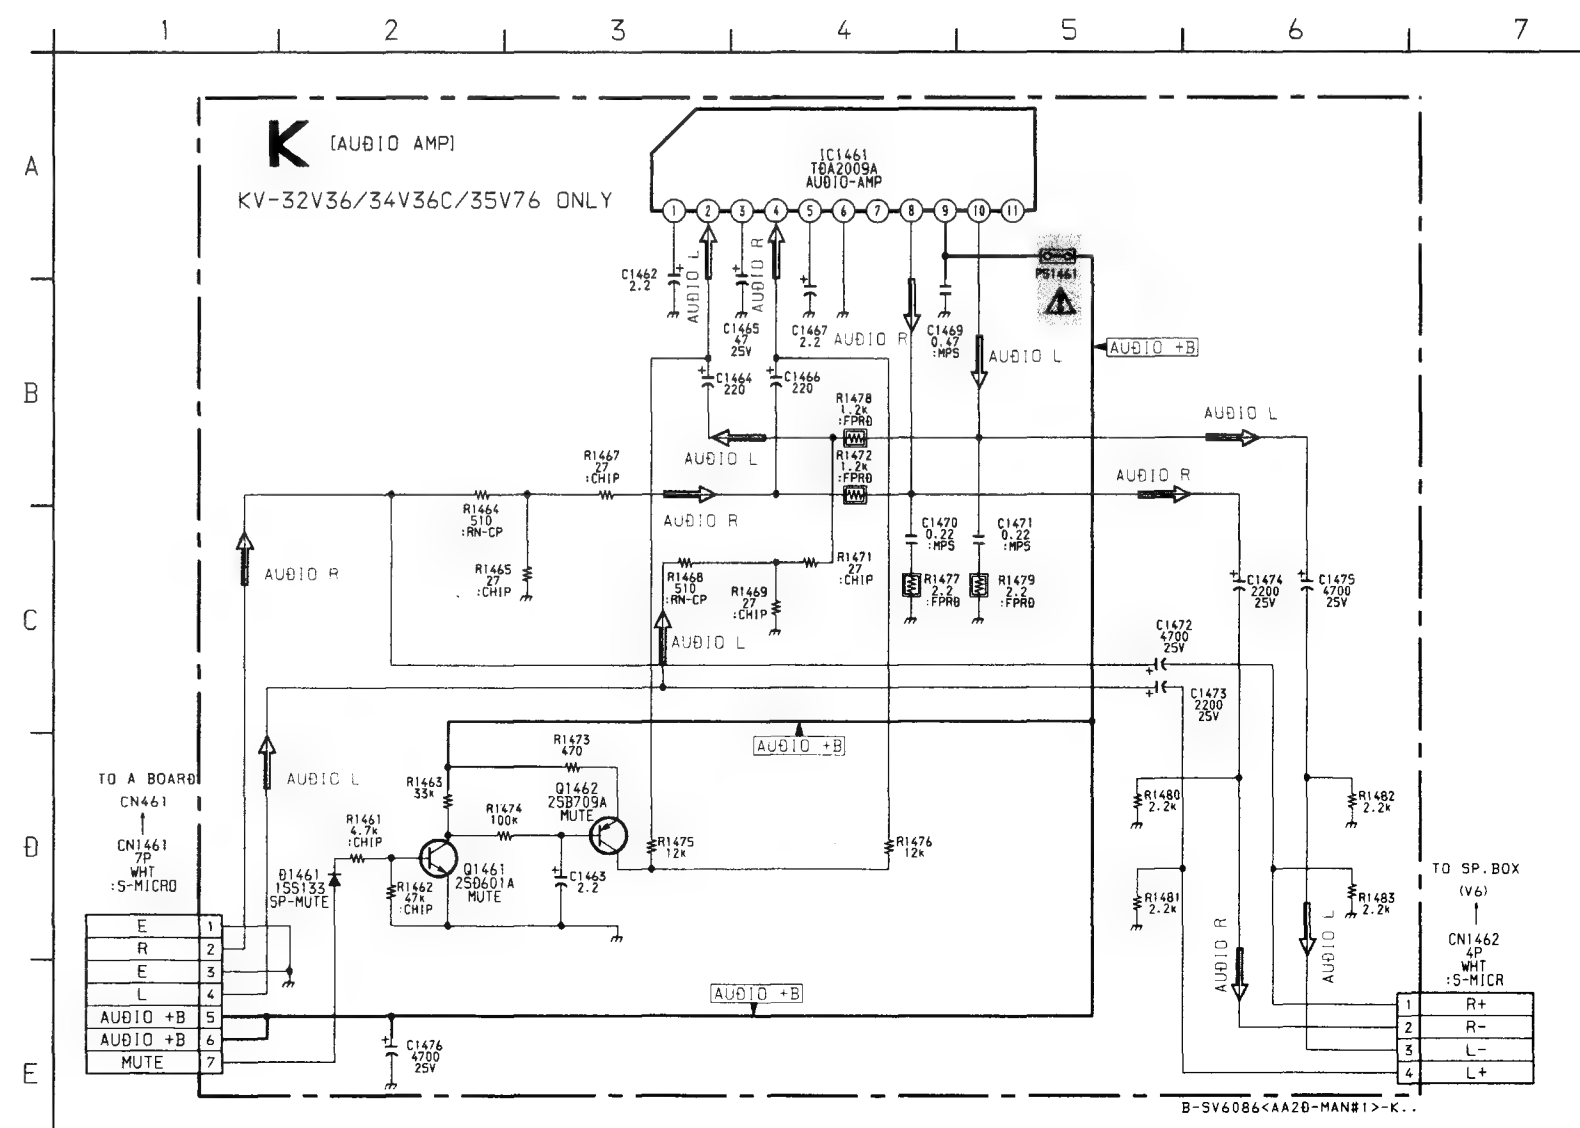 1 2 3 4 5 6 7
A
B
C
D
E
K [AUDIO AMP]
KV-32V36/34V36C/35V76 ONLY
IC1461
TDA2009A
AUDIO-AMP
1 2 3 4 5 6 7 8 9 10 11
C1462
2.2
AUDIO L
C1465
47
25V
AUDIO R
C1467
2.2
AUDIO R
C1469
0.47
:MPS
AUDIO L
PS1461
AUDIO +B
C1464
220
C1466
220
R1478
1.2k
:FPRD
AUDIO L
AUDIO L
R1472
1.2k
:FPRD
R1467
27
:CHIP
AUDIO R
AUDIO R
R1464
510
:RN-CP
R1465
27
:CHIP
AUDIO R
R1468
510
:RN-CP
R1469
27
:CHIP
R1471
27
:CHIP
C1470
0.22
:MPS
C1471
0.22
:MPS
R1477
2.2
:FPRD
R1479
2.2
:FPRD
C1474
2200
25V
C1475
4700
25V
AUDIO L
C1472
4700
25V
C1473
2200
25V
AUDIO +B
AUDIO L
R1473
470
R1463
33k
Q1462
2SB709A
MUTE
R1474
100k
R1461
4.7k
:CHIP
Q1461
2SD601A
MUTE
C1463
2.2
R1462
47k
:CHIP
D1461
1SS133
SP-MUTE
R1475
12k
R1476
12k
R1480
2.2k
R1482
2.2k
R1481
2.2k
R1483
2.2k
AUDIO R
AUDIO L
TO A BOARD
CN461
CN1461
7P
WHT
:S-MICRO
E 1
R 2
E 3
L 4
AUDIO +B 5
AUDIO +B 6
MUTE 7
AUDIO +B
C1476
4700
25V
TO SP.BOX
(V6)
CN1462
4P
WHT
:S-MICR
1 R+
2 R-
3 L-
4 L+
B-SV6086<AA2D-MAN#1>-K..